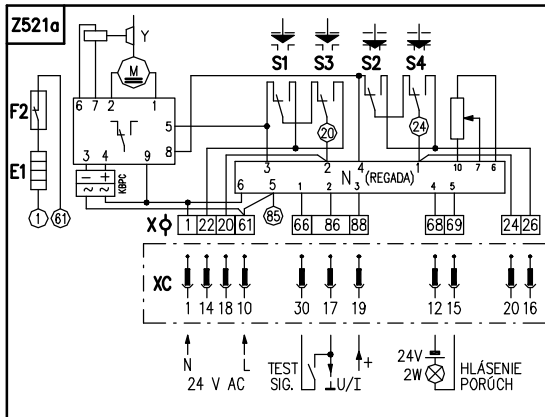 Z521a
Y
M
S1 S3 S2 S4
6 7 2 1
F2
5
8
20
24
E1
3 4 9
3 2 4 1 10 7 6
N (REGADA)
- +
~ ~
KBPC
6 5 1 2 3 4 5
1 61
85
X 1 22 20 61 66 86 88 68 69 24 26
XC
1 14 18 10 30 17 19 12 15 20 16
N L
24 V AC
TEST
SIG.
U/I
+
24V
2W
HLÁSENIE
PORÚCH